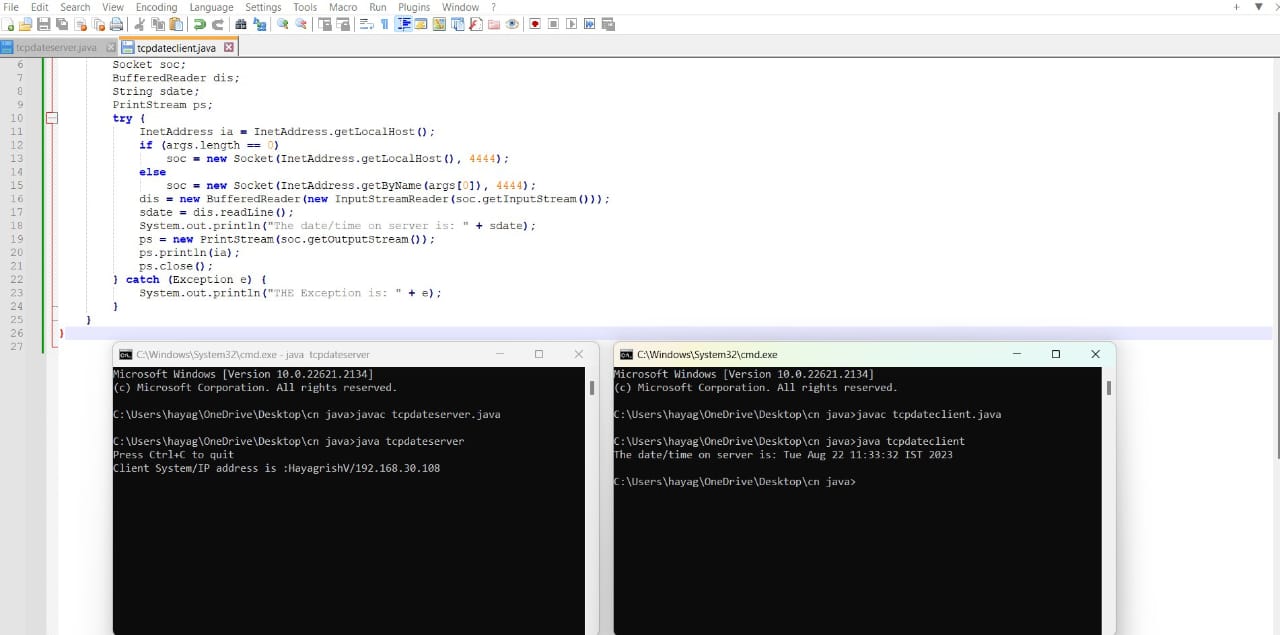 File Edit Search View Encoding Language Settings Tools Macro Run Plugins Window ?
tcpdateserver.java tcpdateclient.java
6 Socket soc;
7 BufferedReader dis;
8 String sdate;
9 PrintStream ps;
10 try {
11 InetAddress ia = InetAddress.getLocalHost();
12 if (args.length == 0)
13 soc = new Socket(InetAddress.getLocalHost(), 4444);
14 else
15 soc = new Socket(InetAddress.getByName(args[0]), 4444);
16 dis = new BufferedReader(new InputStreamReader(soc.getInputStream()));
17 sdate = dis.readLine();
18 System.out.println("The date/time on server is: " + sdate);
19 ps = new PrintStream(soc.getOutputStream());
20 ps.println(ia);
21 ps.close();
22 } catch (Exception e) {
23 System.out.println("THE Exception is: " + e);
24 }
25 }
26 }
27
C:\Windows\System32\cmd.exe - java tcpdateserver
Microsoft Windows [Version 10.0.22621.2134]
(c) Microsoft Corporation. All rights reserved.
C:\Users\hayag\OneDrive\Desktop\cn java>javac tcpdateserver.java
C:\Users\hayag\OneDrive\Desktop\cn java>java tcpdateserver
Press Ctrl+C to quit
Client System/IP address is :HayagrishV/192.168.30.108
C:\Windows\System32\cmd.exe
Microsoft Windows [Version 10.0.22621.2134]
(c) Microsoft Corporation. All rights reserved.
C:\Users\hayag\OneDrive\Desktop\cn java>javac tcpdateclient.java
C:\Users\hayag\OneDrive\Desktop\cn java>java tcpdateclient
The date/time on server is: Tue Aug 22 11:33:32 IST 2023
C:\Users\hayag\OneDrive\Desktop\cn java>